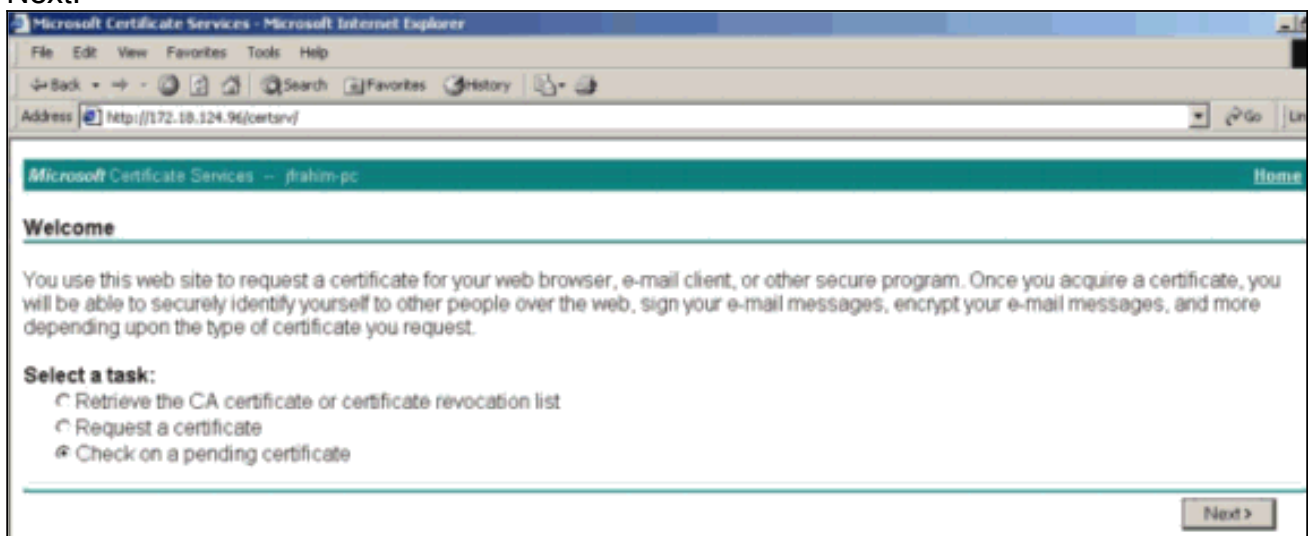 Next.
Microsoft Certificate Services - Microsoft Internet Explorer
File Edit View Favorites Tools Help
Back Search Favorites History
Address http://172.18.124.96/certsrv/ Go
Microsoft Certificate Services -- jfrahim-pc Home
Welcome
You use this web site to request a certificate for your web browser, e-mail client, or other secure program. Once you acquire a certificate, you
will be able to securely identify yourself to other people over the web, sign your e-mail messages, encrypt your e-mail messages, and more
depending upon the type of certificate you request.
Select a task:
Retrieve the CA certificate or certificate revocation list
Request a certificate
Check on a pending certificate
Next >